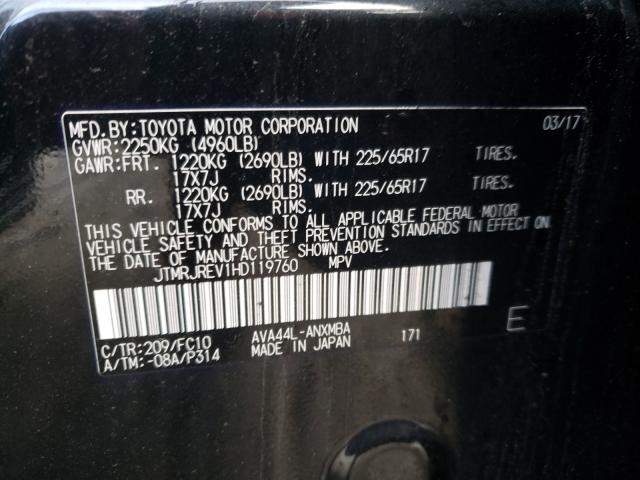 MFD. BY: TOYOTA MOTOR CORPORATION 03/17
GVWR: 2250KG (4960LB)
GAWR: FRT. 1220KG (2690LB) WITH 225/65R17 TIRES.
17X7J RIMS.
RR. 1220KG (2690LB) WITH 225/65R17 TIRES.
17X7J RIMS.
THIS VEHICLE CONFORMS TO ALL APPLICABLE FEDERAL MOTOR
VEHICLE SAFETY AND THEFT PREVENTION STANDARDS IN EFFECT ON
THE DATE OF MANUFACTURE SHOWN ABOVE.
JTMRJREV1HD119760 MPV
C/TR: 209/FC10 AVA44L-ANXMBA 171 E
A/TM: -08A/P314 MADE IN JAPAN